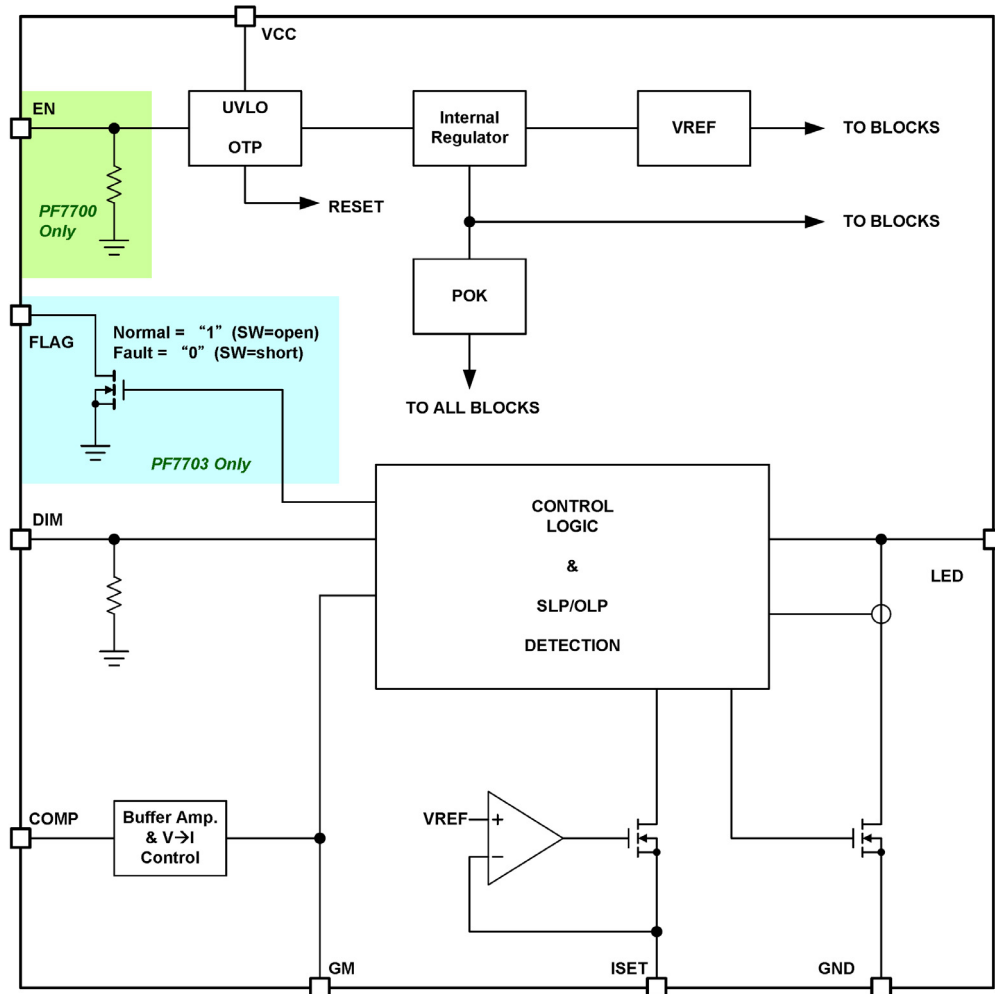 VCC
EN
UVLO
OTP
Internal
Regulator
VREF
TO BLOCKS
PF7700
Only
RESET
TO BLOCKS
POK
FLAG
Normal = “1” (SW=open)
Fault = “0” (SW=short)
TO ALL BLOCKS
PF7703 Only
DIM
CONTROL
LOGIC
&
SLP/OLP
DETECTION
LED
COMP
Buffer Amp.
& V→I
Control
VREF
+
−
GM
ISET
GND